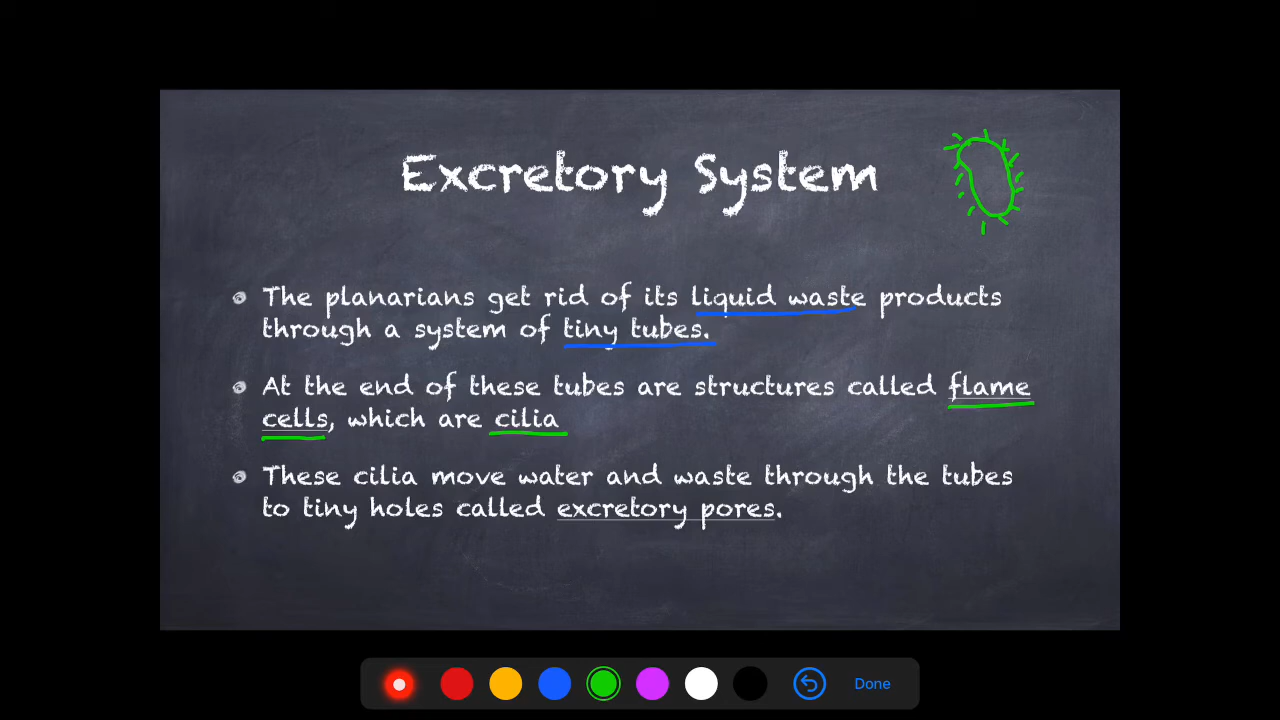 Excretory System
The planarians get rid of its liquid waste products
through a system of tiny tubes.
At the end of these tubes are structures called flame
cells, which are cilia
These cilia move water and waste through the tubes
to tiny holes called excretory pores.
Done